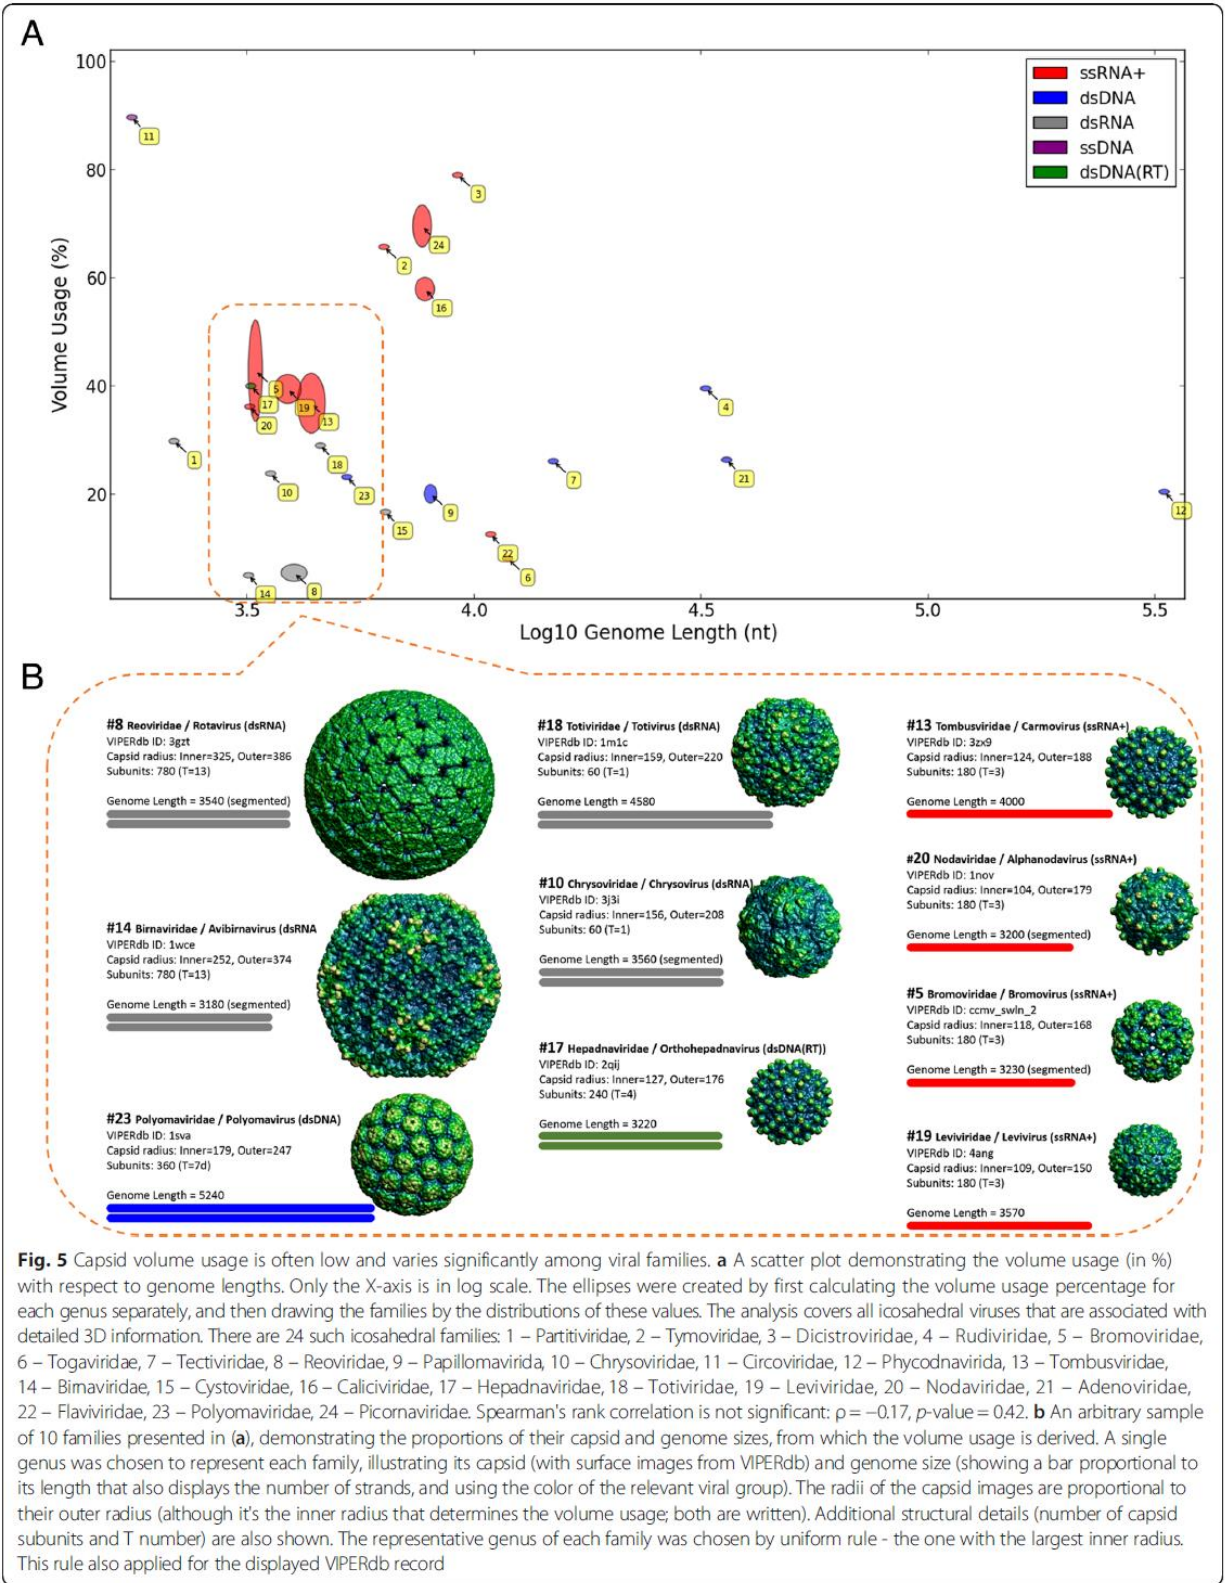 A
100
80
60
40
20
Volume Usage (%)
ssRNA+
dsDNA
dsRNA
ssDNA
dsDNA(RT)
11
3
24
2
16
5
17
19
20
13
1
18
10
23
9
15
4
7
21
12
22
6
14
8
3.5
4.0
4.5
5.0
5.5
Log10 Genome Length (nt)
B
#8 Reoviridae / Rotavirus (dsRNA)
VIPERdb ID: 3gzt
Capsid radius: Inner=325, Outer=386
Subunits: 780 (T=13)
Genome Length = 3540 (segmented)
#14 Birnaviridae / Avibirnavirus (dsRNA
VIPERdb ID: 1wce
Capsid radius: Inner=252, Outer=374
Subunits: 780 (T=13)
Genome Length = 3180 (segmented)
#23 Polyomaviridae / Polyomavirus (dsDNA)
VIPERdb ID: 1sva
Capsid radius: Inner=179, Outer=247
Subunits: 360 (T=7d)
Genome Length = 5240
#18 Totiviridae / Totivirus (dsRNA)
VIPERdb ID: 1m1c
Capsid radius: Inner=159, Outer=220
Subunits: 60 (T=1)
Genome Length = 4580
#10 Chrysoviridae / Chrysovirus (dsRNA)
VIPERdb ID: 3j3i
Capsid radius: Inner=156, Outer=208
Subunits: 60 (T=1)
Genome Length = 3560 (segmented)
#17 Hepadnaviridae / Orthohepadnavirus (dsDNA(RT))
VIPERdb ID: 2qij
Capsid radius: Inner=127, Outer=176
Subunits: 240 (T=4)
Genome Length = 3220
#13 Tombusviridae / Carmovirus (ssRNA+)
VIPERdb ID: 3zx9
Capsid radius: Inner=124, Outer=188
Subunits: 180 (T=3)
Genome Length = 4000
#20 Nodaviridae / Alphanodavirus (ssRNA+)
VIPERdb ID: 1nov
Capsid radius: Inner=104, Outer=179
Subunits: 180 (T=3)
Genome Length = 3200 (segmented)
#5 Bromoviridae / Bromovirus (ssRNA+)
VIPERdb ID: ccmv_swln_2
Capsid radius: Inner=118, Outer=168
Subunits: 180 (T=3)
Genome Length = 3230 (segmented)
#19 Leviviridae / Levivirus (ssRNA+)
VIPERdb ID: 4ang
Capsid radius: Inner=109, Outer=150
Subunits: 180 (T=3)
Genome Length = 3570
Fig. 5 Capsid volume usage is often low and varies significantly among viral families. a A scatter plot demonstrating the volume usage (in %)
with respect to genome lengths. Only the X-axis is in log scale. The ellipses were created by first calculating the volume usage percentage for
each genus separately, and then drawing the families by the distributions of these values. The analysis covers all icosahedral viruses that are associated with
detailed 3D information. There are 24 such icosahedral families: 1 – Partitiviridae, 2 – Tymoviridae, 3 – Dicistroviridae, 4 – Rudiviridae, 5 – Bromoviridae,
6 – Togaviridae, 7 – Tectiviridae, 8 – Reoviridae, 9 – Papillomavirida, 10 – Chrysoviridae, 11 – Circoviridae, 12 – Phycodnavirida, 13 – Tombusviridae,
14 – Birnaviridae, 15 – Cystoviridae, 16 – Caliciviridae, 17 – Hepadnaviridae, 18 – Totiviridae, 19 – Leviviridae, 20 – Nodaviridae, 21 – Adenoviridae,
22 – Flaviviridae, 23 – Polyomaviridae, 24 – Picornaviridae. Spearman's rank correlation is not significant: ρ = −0.17, p-value = 0.42. b An arbitrary sample
of 10 families presented in (a), demonstrating the proportions of their capsid and genome sizes, from which the volume usage is derived. A single
genus was chosen to represent each family, illustrating its capsid (with surface images from VIPERdb) and genome size (showing a bar proportional to
its length that also displays the number of strands, and using the color of the relevant viral group). The radii of the capsid images are proportional to
their outer radius (although it's the inner radius that determines the volume usage; both are written). Additional structural details (number of capsid
subunits and T number) are also shown. The representative genus of each family was chosen by uniform rule - the one with the largest inner radius.
This rule also applied for the displayed VIPERdb record